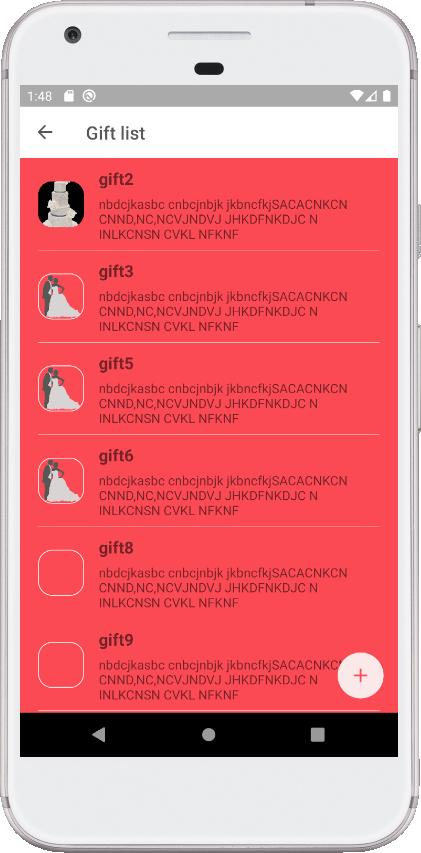 1:48
Gift list
gift2
nbdcjkasbc cnbcjnbjk jkbncfkjSACACNKCN
CNND,NC,NCVJNDVJ JHKDFNKDJC N
INLKCNSN CVKL NFKNF
gift3
nbdcjkasbc cnbcjnbjk jkbncfkjSACACNKCN
CNND,NC,NCVJNDVJ JHKDFNKDJC N
INLKCNSN CVKL NFKNF
gift5
nbdcjkasbc cnbcjnbjk jkbncfkjSACACNKCN
CNND,NC,NCVJNDVJ JHKDFNKDJC N
INLKCNSN CVKL NFKNF
gift6
nbdcjkasbc cnbcjnbjk jkbncfkjSACACNKCN
CNND,NC,NCVJNDVJ JHKDFNKDJC N
INLKCNSN CVKL NFKNF
gift8
nbdcjkasbc cnbcjnbjk jkbncfkjSACACNKCN
CNND,NC,NCVJNDVJ JHKDFNKDJC N
INLKCNSN CVKL NFKNF
gift9
nbdcjkasbc cnbcjnbjk jkbncfkjSACACNKCN
CNND,NC,NCVJNDVJ JHKDFNKDJC N
INLKCNSN CVKL NFKNF